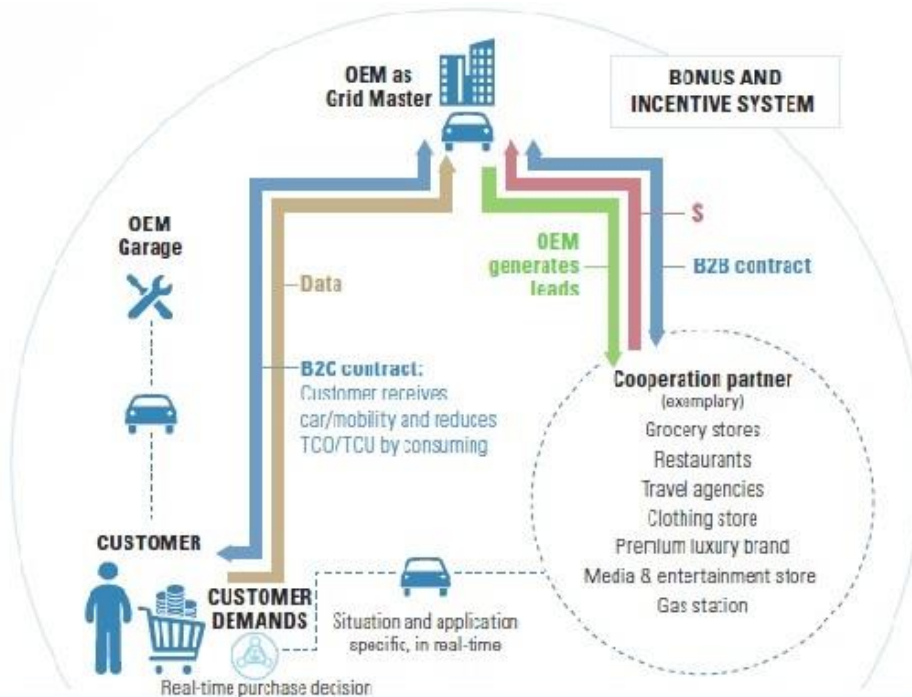 OEM as
Grid Master
BONUS AND
INCENTIVE SYSTEM
OEM
Garage
Data
OEM
generates
leads
$
B2B contract
B2C contract:
Customer receives
car/mobility and reduces
TCO/TCU by consuming
Cooperation partner
(exemplary)
Grocery stores
Restaurants
Travel agencies
Clothing store
Premium luxury brand
Media & entertainment store
Gas station
CUSTOMER
CUSTOMER
DEMANDS
Situation and application
specific, in real-time
Real-time purchase decision